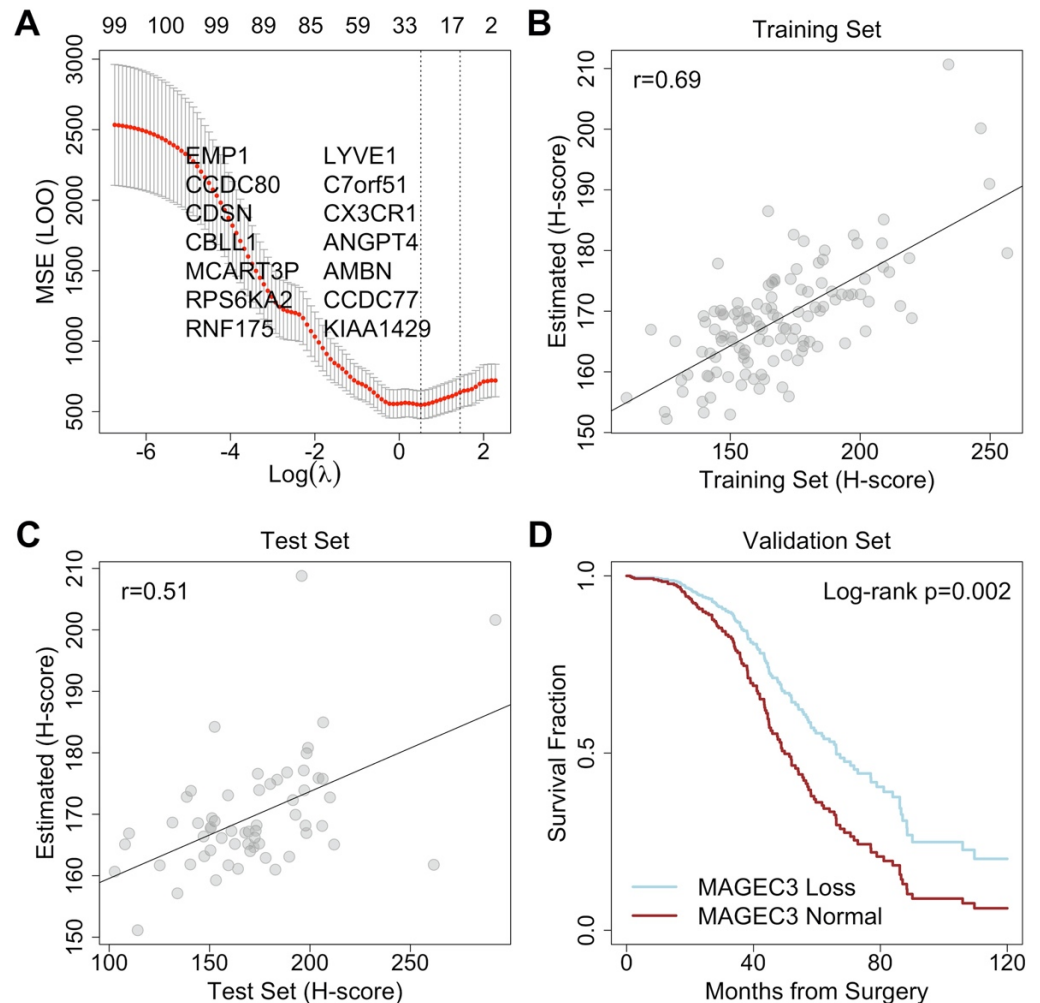 A
99 100 99 89 85 59 33 17 2
MSE (LOO)
3000
2500
2000
1500
1000
500
EMP1 LYVE1
CCDC80 C7orf51
CDSN CX3CR1
CBLL1 ANGPT4
MCART3P AMBN
RPS6KA2 CCDC77
RNF175 KIAA1429
-6 -4 -2 0 2
Log(λ)
B
Training Set
r=0.69
Estimated (H-score)
210
200
190
180
170
160
150
150 200 250
Training Set (H-score)
C
Test Set
r=0.51
Estimated (H-score)
210
200
190
180
170
160
150
100 150 200 250
Test Set (H-score)
D
Validation Set
Log-rank p=0.002
Survival Fraction
1.0
0.5
0.0
MAGEC3 Loss
MAGEC3 Normal
0 40 80 120
Months from Surgery